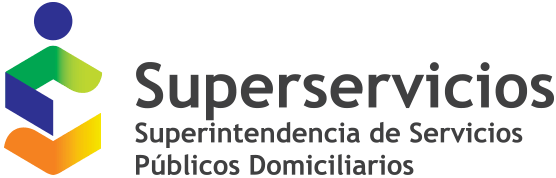 Superservicios
Superintendencia de Servicios
Públicos Domiciliarios